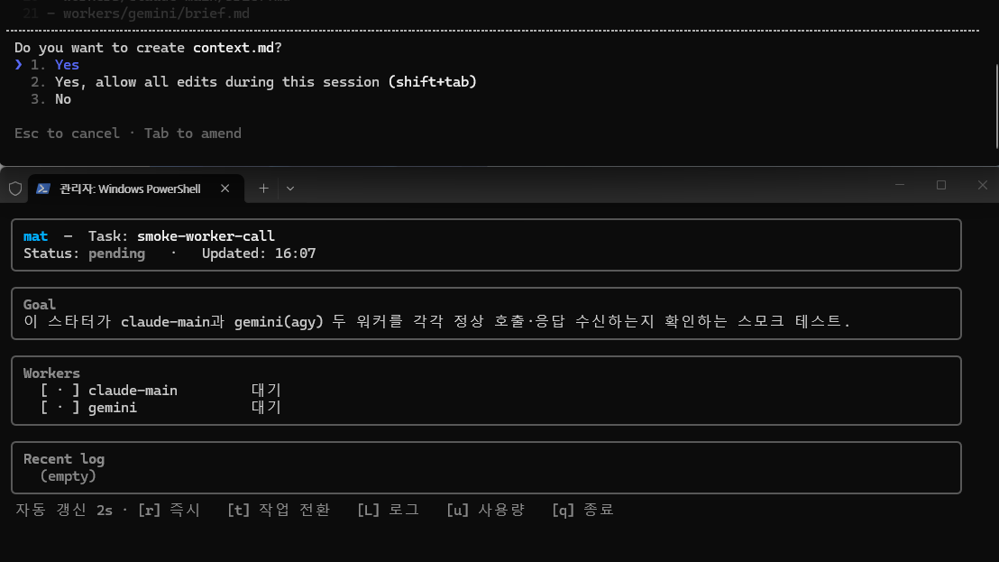 21 - workers/gemini/brief.md
Do you want to create context.md?
❯ 1. Yes
2. Yes, allow all edits during this session (shift+tab)
3. No
Esc to cancel · Tab to amend
관리자: Windows PowerShell
mat – Task: smoke-worker-call
Status: pending · Updated: 16:07
Goal
이 스타터가 claude-main과 gemini(agy) 두 워커를 각각 정상 호출·응답 수신하는지 확인하는 스모크 테스트.
Workers
[ · ] claude-main 대기
[ · ] gemini 대기
Recent log
(empty)
자동 갱신 2s · [r] 즉시 [t] 작업 전환 [L] 로그 [u] 사용량 [q] 종료